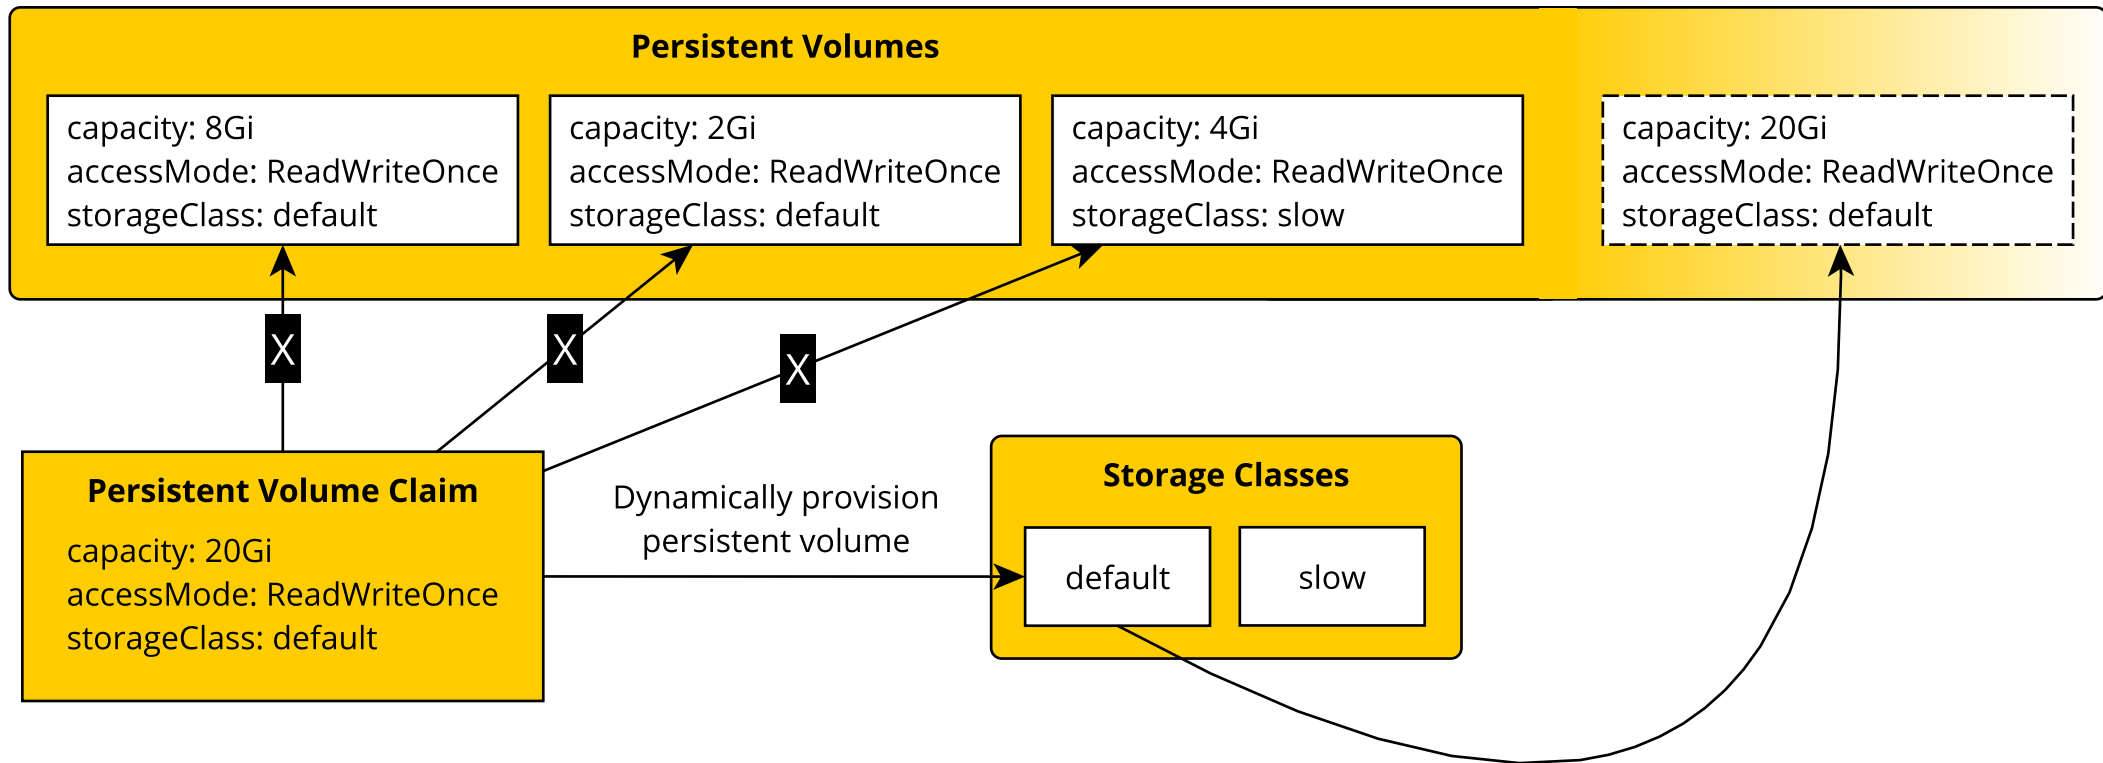 Persistent Volumes
capacity: 8Gi
accessMode: ReadWriteOnce
storageClass: default
capacity: 2Gi
accessMode: ReadWriteOnce
storageClass: default
capacity: 4Gi
accessMode: ReadWriteOnce
storageClass: slow
capacity: 20Gi
accessMode: ReadWriteOnce
storageClass: default
X
X
X
Persistent Volume Claim
capacity: 20Gi
accessMode: ReadWriteOnce
storageClass: default
Dynamically provision
persistent volume
Storage Classes
default
slow